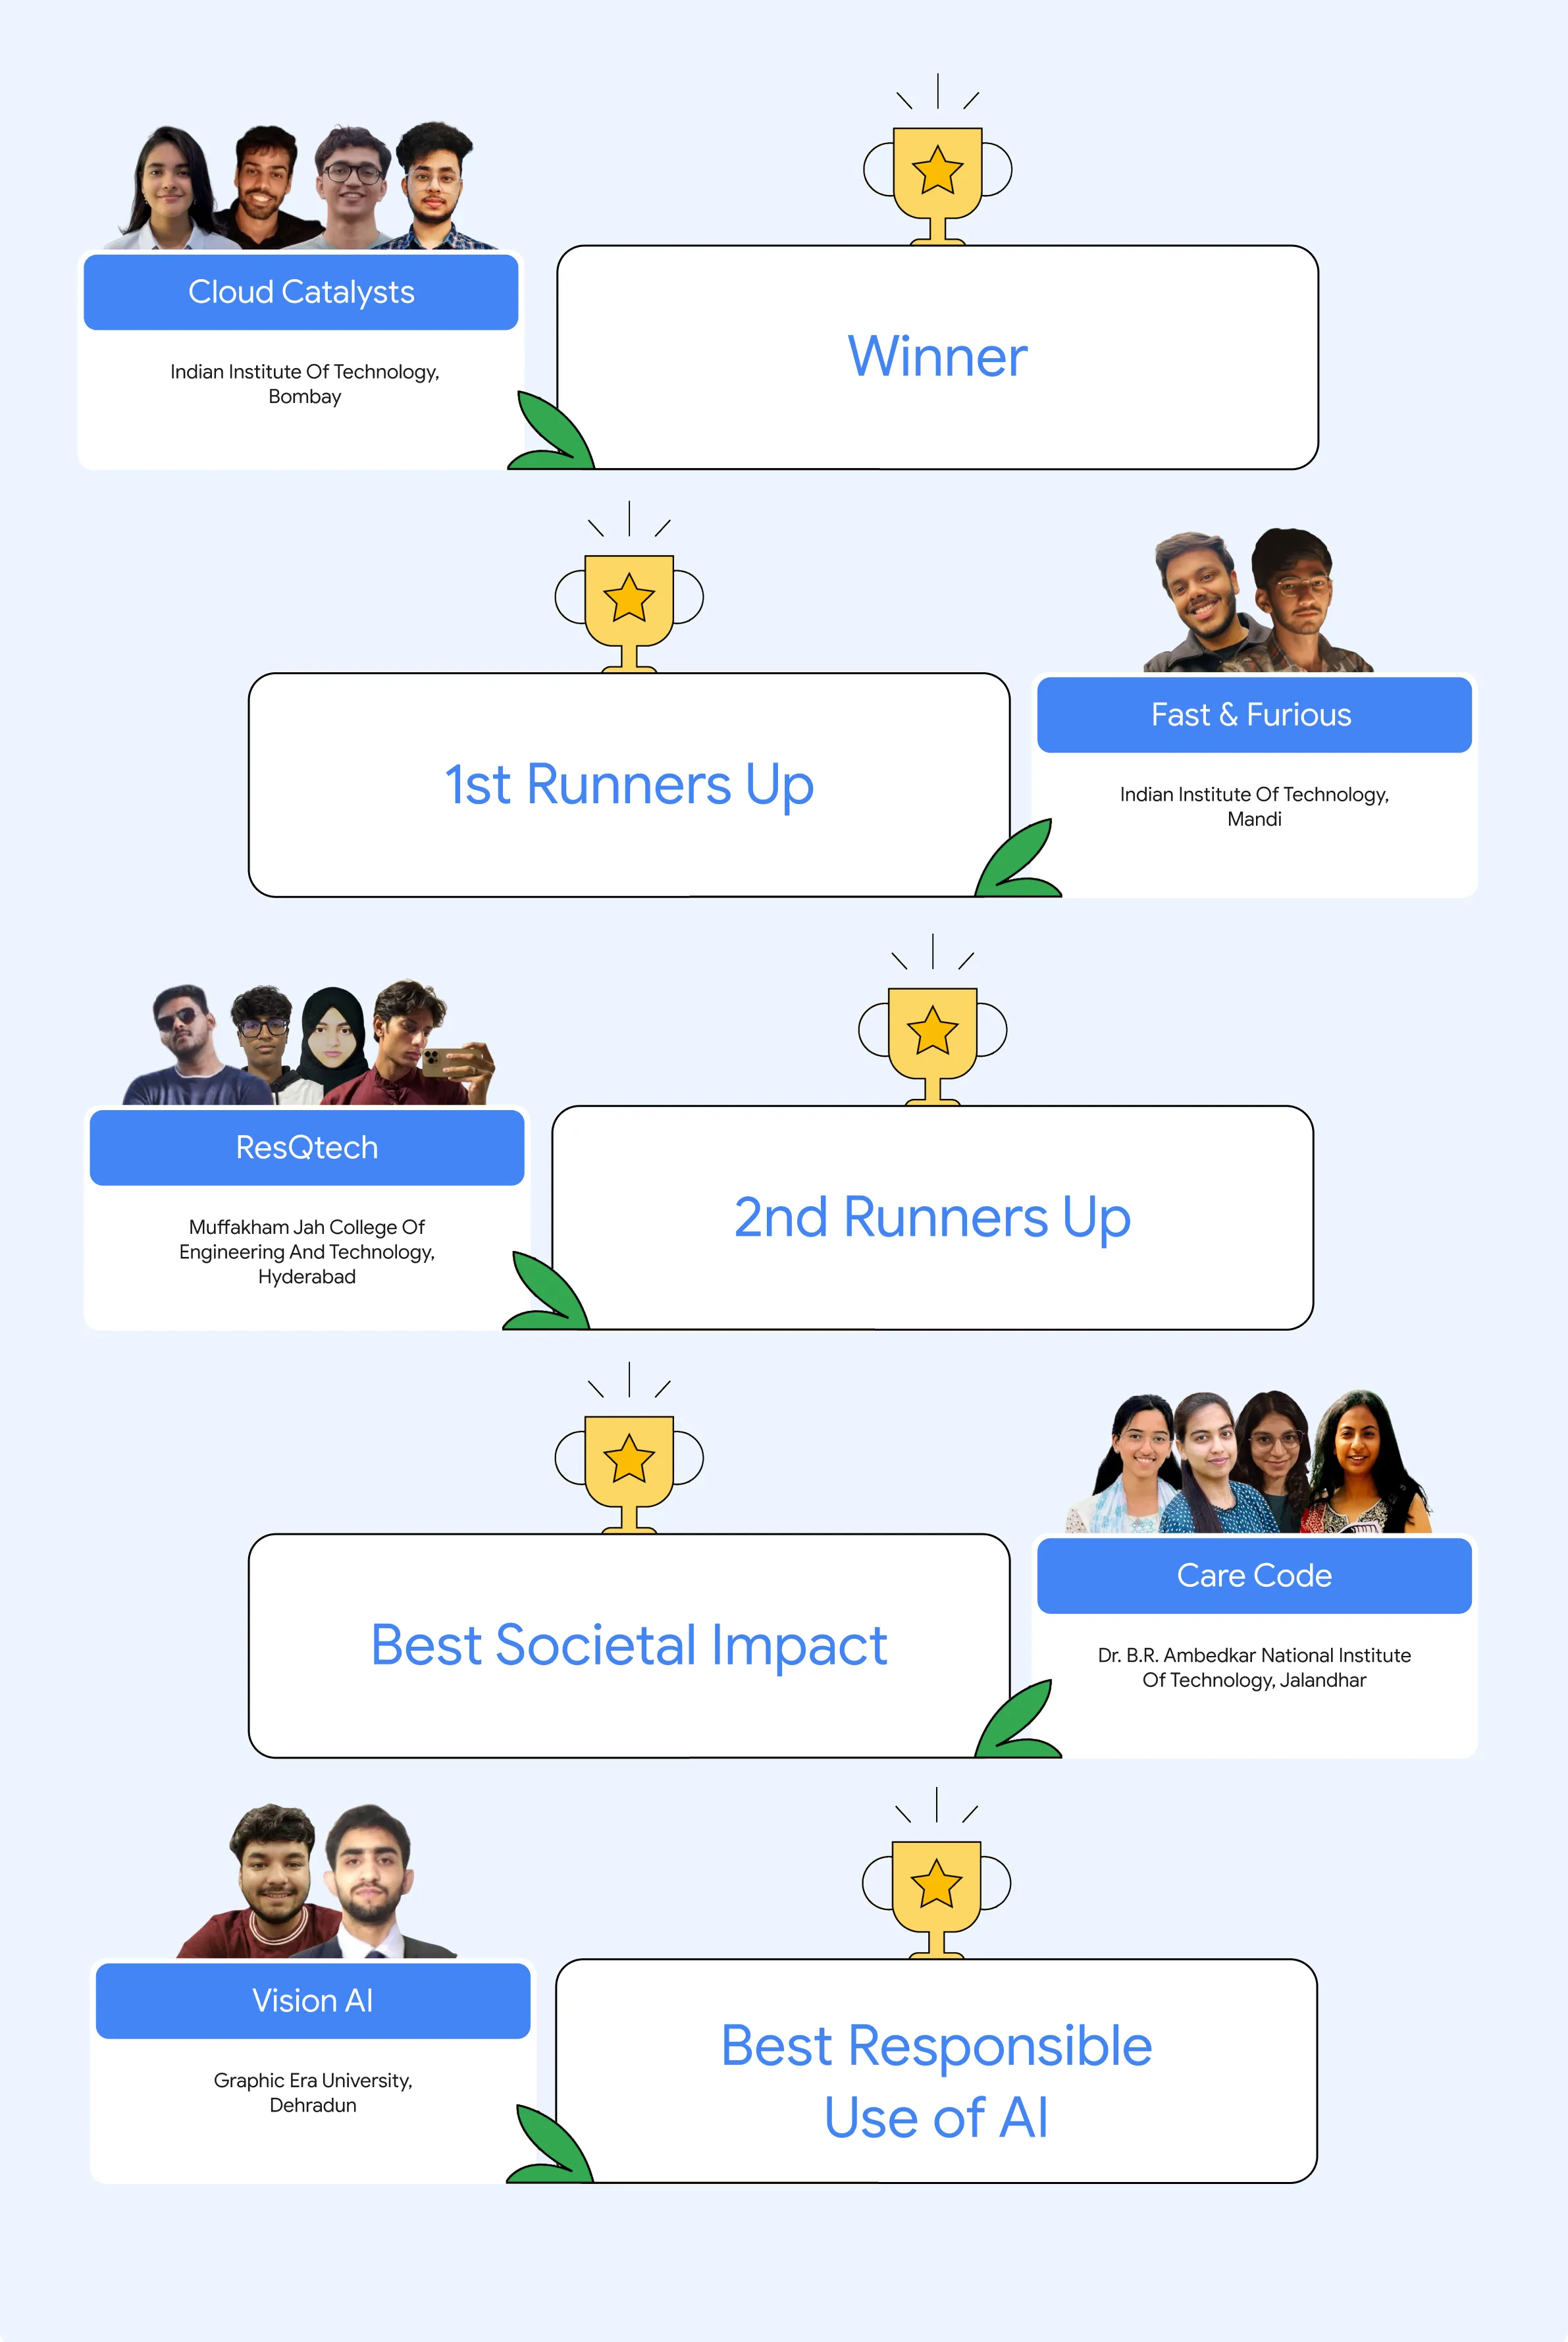 Cloud Catalysts
Indian Institute Of Technology,
Bombay
Winner
1st Runners Up
Fast & Furious
Indian Institute Of Technology,
Mandi
ResQtech
Muffakham Jah College Of
Engineering And Technology,
Hyderabad
2nd Runners Up
Best Societal Impact
Care Code
Dr. B.R. Ambedkar National Institute
Of Technology, Jalandhar
Vision AI
Graphic Era University,
Dehradun
Best Responsible
Use of AI